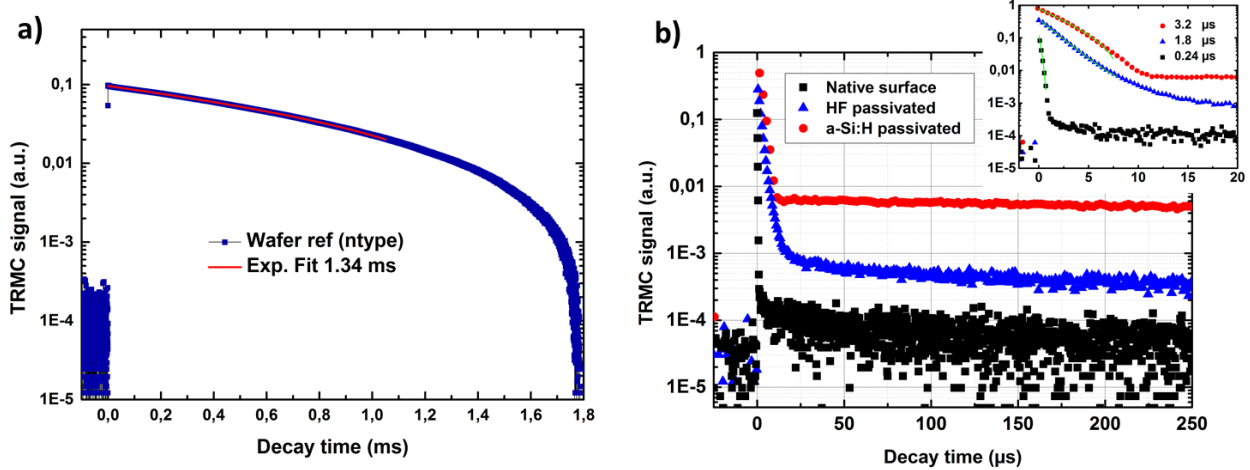 a)
TRMC signal (a.u.)
0,1
0,01
1E-3
1E-4
1E-5
Wafer ref (ntype)
Exp. Fit 1.34 ms
0,0 0,2 0,4 0,6 0,8 1,0 1,2 1,4 1,6 1,8
Decay time (ms)
b)
TRMC signal (a.u.)
1
0,1
0,01
1E-3
1E-4
1E-5
Native surface
HF passivated
a-Si:H passivated
0 25 50 75 100 125 150 175 200 225 250
Decay time (µs)
1
0,1
0,01
1E-3
1E-4
1E-5
3.2 µs
1.8 µs
0.24 µs
0 5 10 15 20